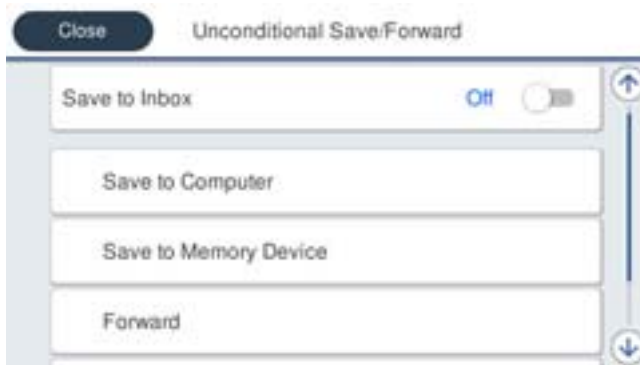 Close Unconditional Save/Forward
Save to Inbox Off
Save to Computer
Save to Memory Device
Forward